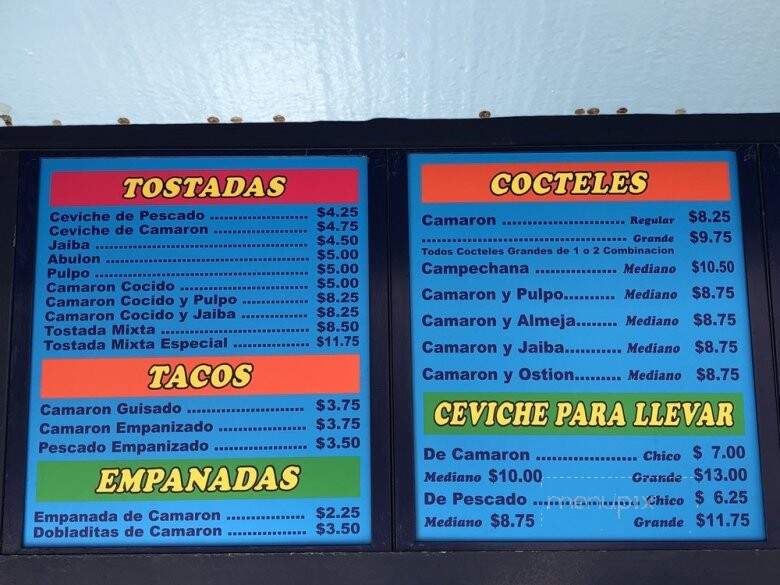 TOSTADAS
Ceviche de Pescado ........................ $4.25
Ceviche de Camaron ....................... $4.75
Jaiba ................................................ $4.50
Abulon .............................................. $5.00
Pulpo ................................................ $5.00
Camaron Cocido .............................. $5.00
Camaron Cocido y Pulpo ................ $8.25
Camaron Cocido y Jaiba ................. $8.25
Tostada Mixta .................................. $8.50
Tostada Mixta Especial .................. $11.75
TACOS
Camaron Guisado ........................... $3.75
Camaron Empanizado .................... $3.75
Pescado Empanizado ..................... $3.50
EMPANADAS
Empanada de Camaron .................. $2.25
Dobladitas de Camaron .................. $3.50
COCTELES
Camaron ........................... Regular $8.25
............................................. Grande $9.75
Todos Cocteles Grandes de 1 o 2 Combinacion
Campechana .................. Mediano $10.50
Camaron y Pulpo........... Mediano $8.75
Camaron y Almeja......... Mediano $8.75
Camaron y Jaiba............ Mediano $8.75
Camaron y Ostion.......... Mediano $8.75
CEVICHE PARA LLEVAR
De Camaron ..................... Chico $ 7.00
Mediano $10.00 Grande $13.00
De Pescado ..................... Chico $ 6.25
Mediano $8.75 Grande $11.75
menupix